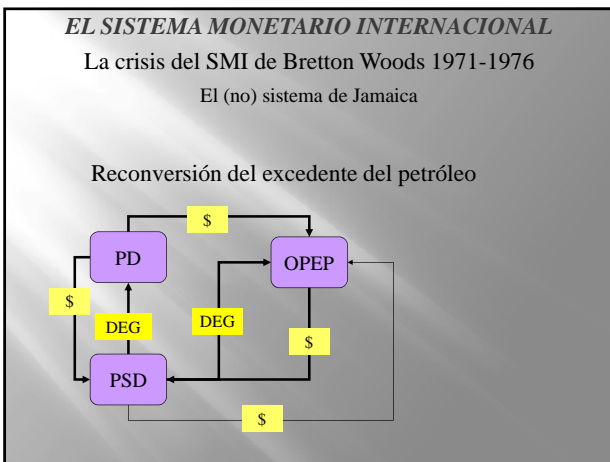 EL SISTEMA MONETARIO INTERNACIONAL
La crisis del SMI de Bretton Woods 1971-1976
El (no) sistema de Jamaica
Reconversión del excedente del petróleo
$
PD
OPEP
$
DEG
DEG
$
PSD
$